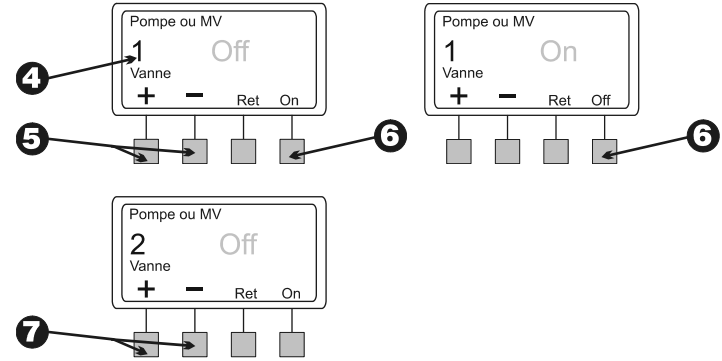 Pompe ou MV
4 1 Off
Vanne
+ − Ret On
5 6
Pompe ou MV
1 On
Vanne
+ − Ret Off
6
Pompe ou MV
2 Off
Vanne
+ − Ret On
7